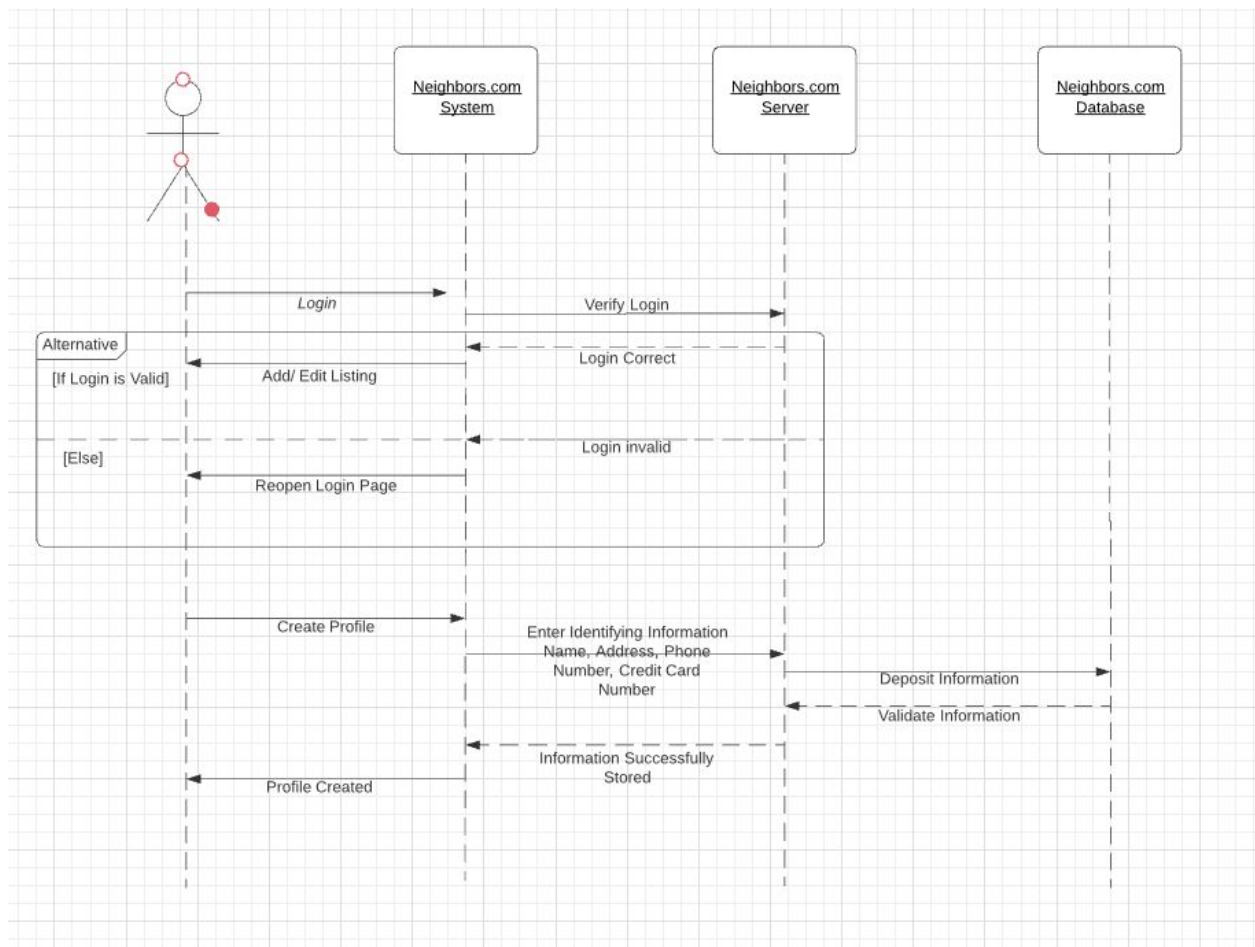 Neighbors.com
System
Neighbors.com
Server
Neighbors.com
Database
Login
Verify Login
Alternative
Login Correct
[If Login is Valid]
Add/ Edit Listing
Login invalid
[Else]
Reopen Login Page
Create Profile
Enter Identifying Information
Name, Address, Phone
Number, Credit Card
Number
Deposit Information
Validate Information
Information Successfully
Stored
Profile Created